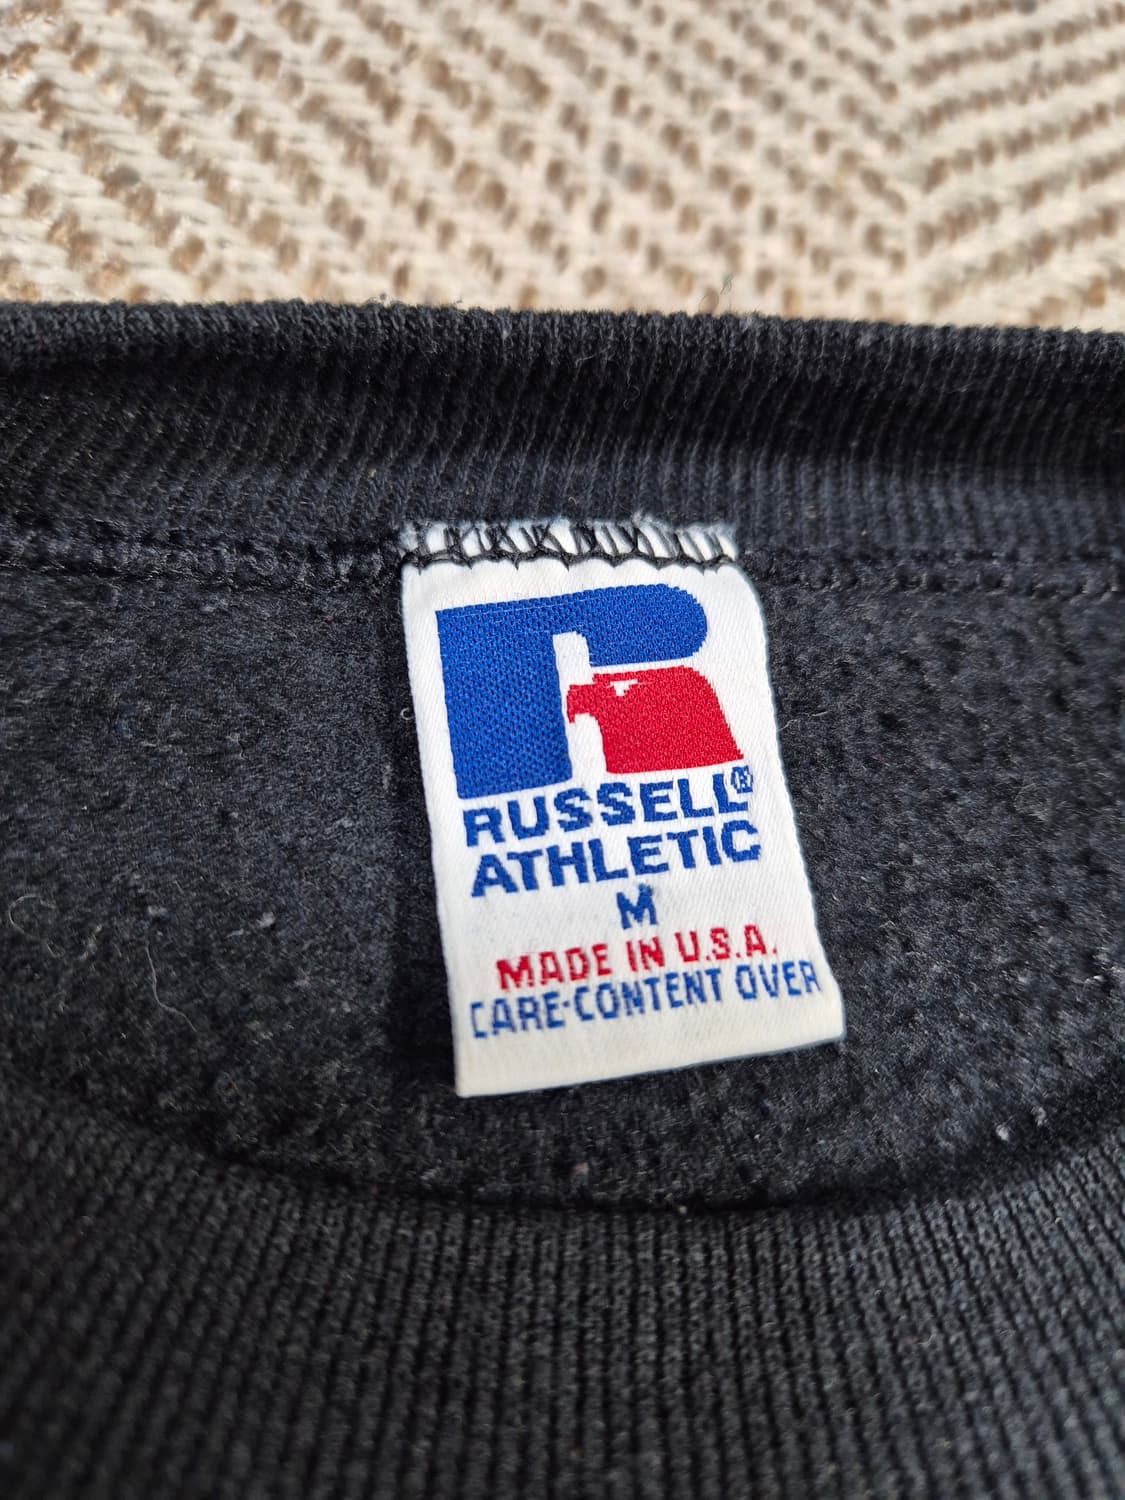 RUSSELL®
ATHLETIC
M
MADE IN U.S.A.
CARE-CONTENT OVER